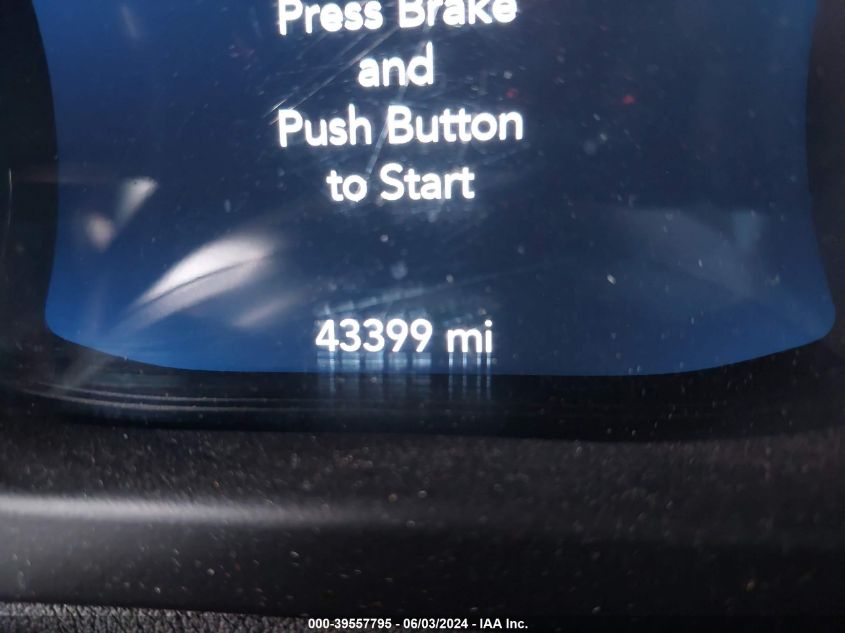 Press Brake
and
Push Button
to Start
43399 mi
000-39557795 - 06/03/2024 - IAA Inc.